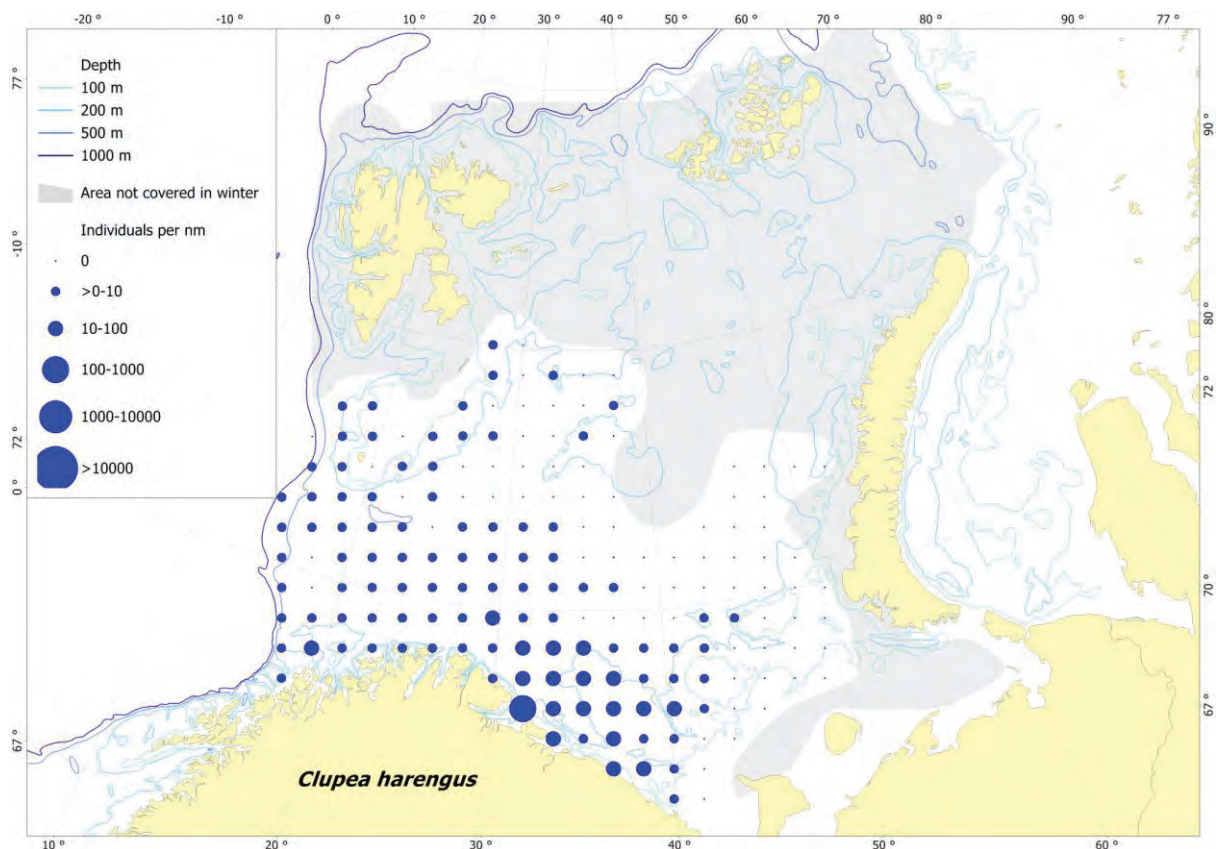 -20 ° -10 ° 0 ° 10 ° 20 ° 30 ° 40 ° 50 ° 60 ° 70 ° 80 ° 90 ° 77 °
77 °
-10 °
72 °
0 °
67 °
Depth
100 m
200 m
500 m
1000 m
Area not covered in winter
Individuals per nm
0
>0-10
10-100
100-1000
1000-10000
>10000
90 °
80 °
72 °
70 °
67 °
Clupea harengus
10 ° 20 ° 30 ° 40 ° 50 ° 60 °